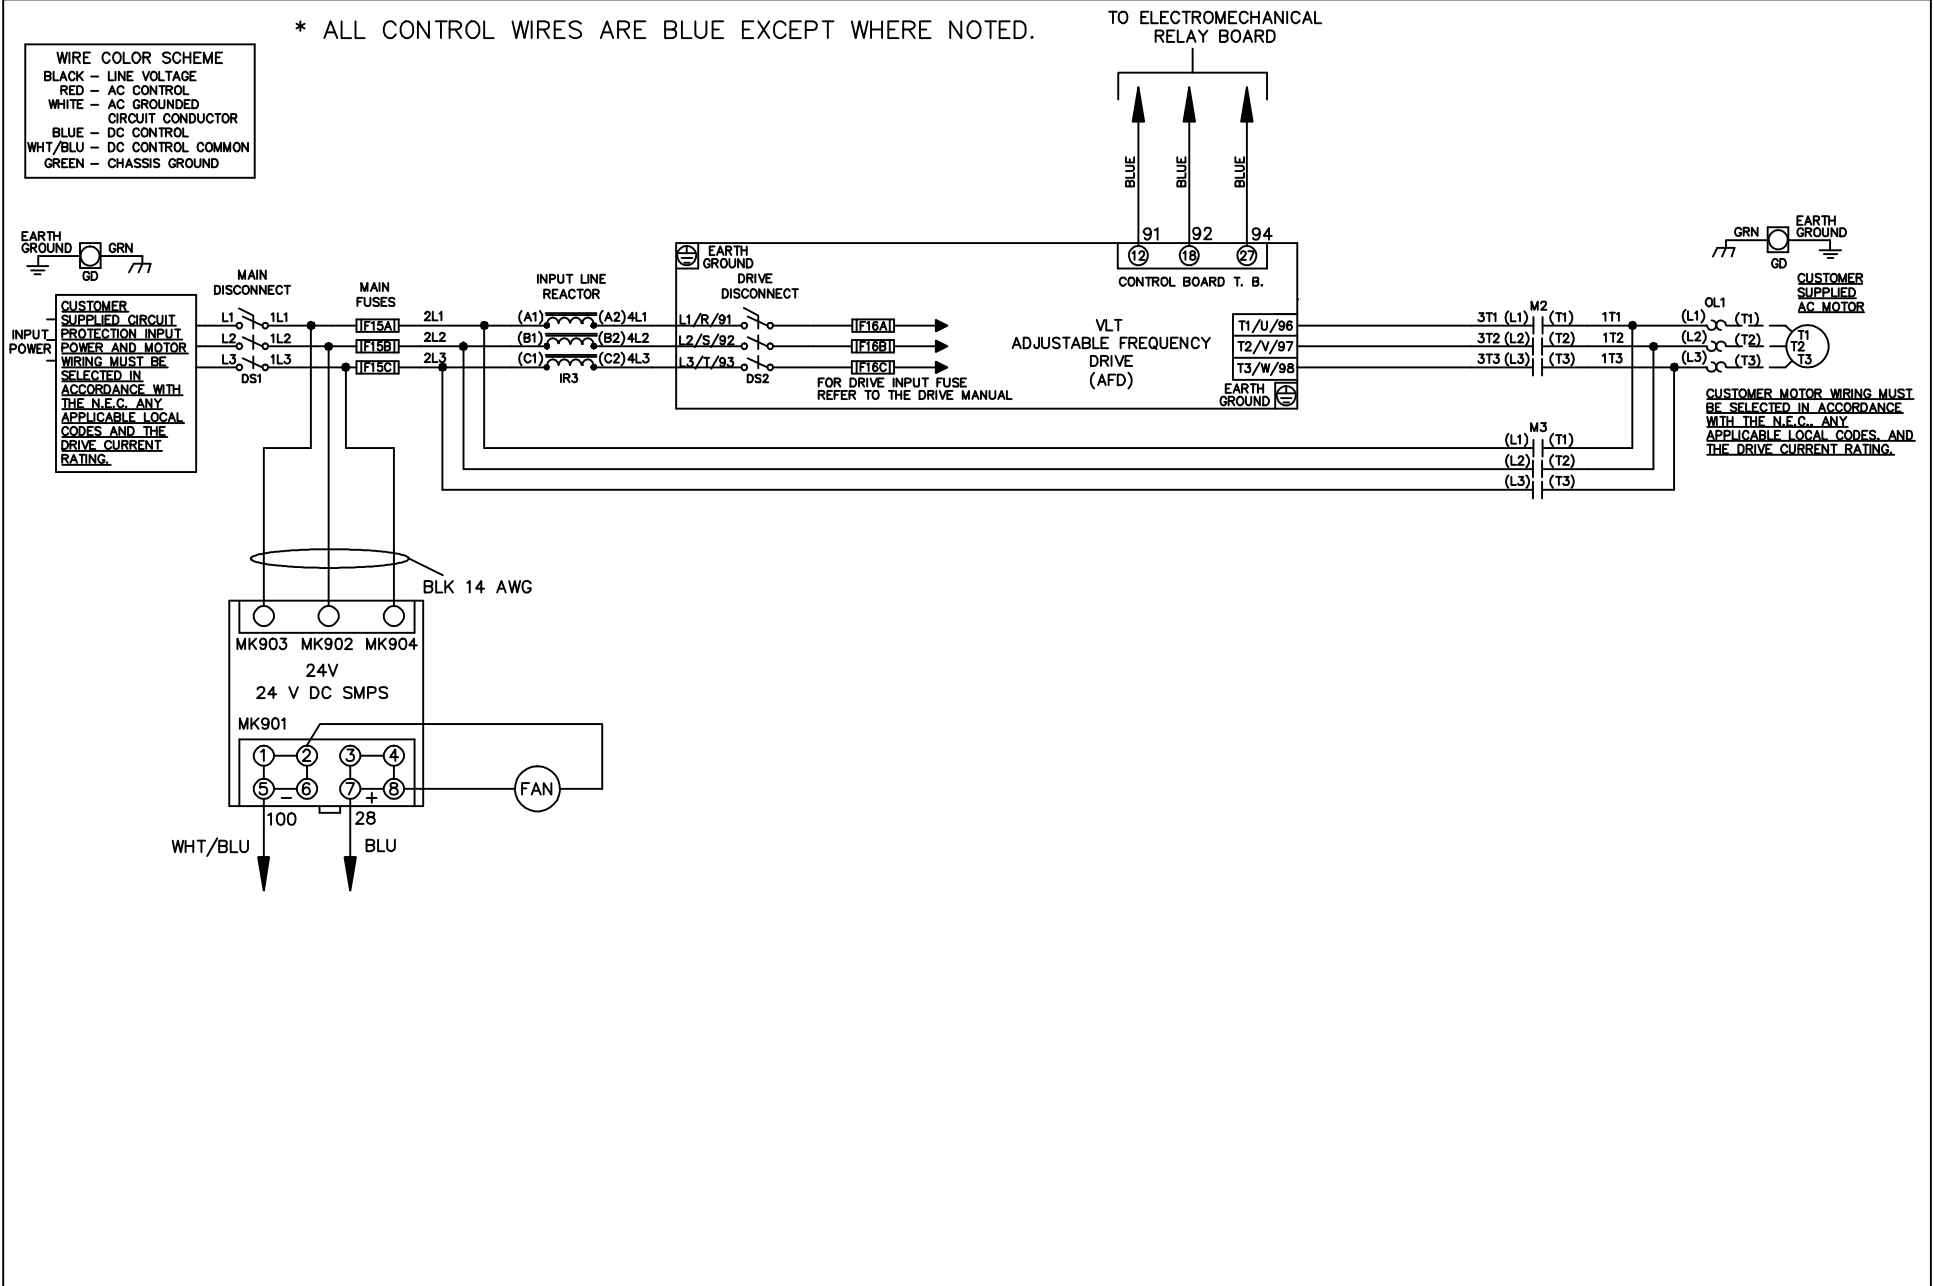 * ALL CONTROL WIRES ARE BLUE EXCEPT WHERE NOTED.
TO ELECTROMECHANICAL
RELAY BOARD
WIRE COLOR SCHEME
BLACK – LINE VOLTAGE
RED – AC CONTROL
WHITE – AC GROUNDED
CIRCUIT CONDUCTOR
BLUE – DC CONTROL
WHT/BLU – DC CONTROL COMMON
GREEN – CHASSIS GROUND
BLUE
BLUE
BLUE
91 92 94
12 18 27
CONTROL BOARD T. B.
EARTH
GROUND
GRN
GD
INPUT
POWER
CUSTOMER
SUPPLIED CIRCUIT
PROTECTION INPUT
POWER AND MOTOR
WIRING MUST BE
SELECTED IN
ACCORDANCE WITH
THE N.E.C. ANY
APPLICABLE LOCAL
CODES AND THE
DRIVE CURRENT
RATING.
MAIN
DISCONNECT
L1 1L1
L2 1L2
L3 1L3
DS1
MAIN
FUSES
F15A
F15B
F15C
2L1
2L2
2L3
INPUT LINE
REACTOR
(A1) (A2) 4L1
(B1) (B2) 4L2
(C1) (C2) 4L3
IR3
EARTH
GROUND
DRIVE
DISCONNECT
L1/R/91
L2/S/92
L3/T/93
DS2
F16A
F16B
F16C
FOR DRIVE INPUT FUSE
REFER TO THE DRIVE MANUAL
VLT
ADJUSTABLE FREQUENCY
DRIVE
(AFD)
T1/U/96
T2/V/97
T3/W/98
EARTH
GROUND
M2
3T1 (L1) (T1) 1T1
3T2 (L2) (T2) 1T2
3T3 (L3) (T3) 1T3
M3
(L1) (T1)
(L2) (T2)
(L3) (T3)
OL1
(L1) (T1)
(L2) (T2)
(L3) (T3)
T1
T2
T3
GRN
EARTH
GROUND
GD
CUSTOMER
SUPPLIED
AC MOTOR
CUSTOMER MOTOR WIRING MUST
BE SELECTED IN ACCORDANCE
WITH THE N.E.C., ANY
APPLICABLE LOCAL CODES, AND
THE DRIVE CURRENT RATING.
BLK 14 AWG
MK903 MK902 MK904
24V
24 V DC SMPS
MK901
1 2 3 4
5 – 6 7 + 8
FAN
100 28
WHT/BLU BLU